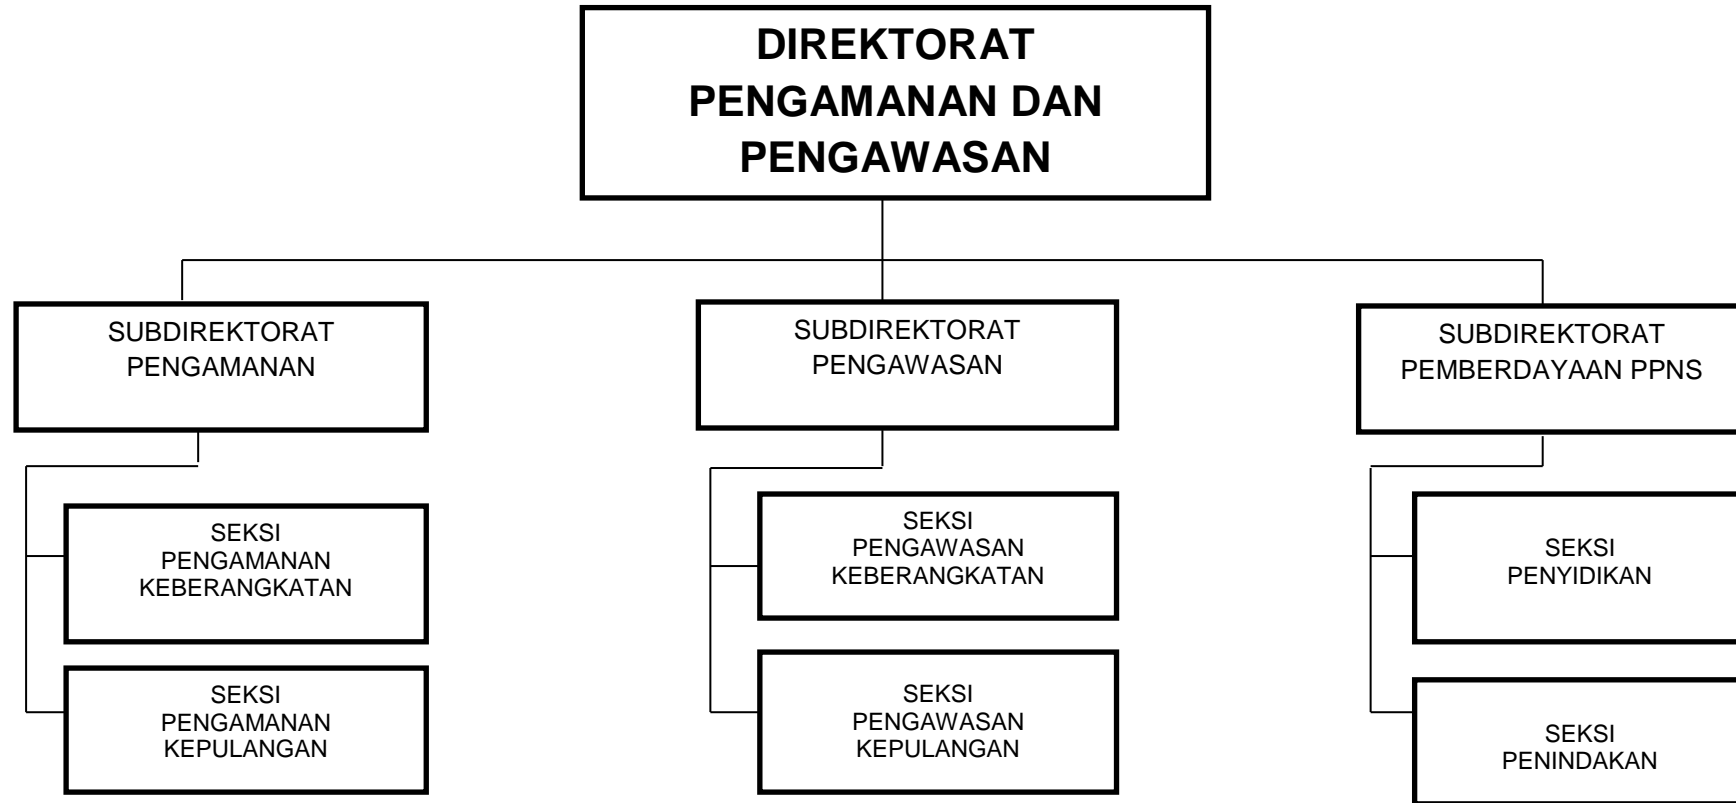 DIREKTORAT
PENGAMANAN DAN
PENGAWASAN
SUBDIREKTORAT
PENGAMANAN
SUBDIREKTORAT
PENGAWASAN
SUBDIREKTORAT
PEMBERDAYAAN PPNS
SEKSI
PENGAMANAN
KEBERANGKATAN
SEKSI
PENGAWASAN
KEBERANGKATAN
SEKSI
PENYIDIKAN
SEKSI
PENGAMANAN
KEPULANGAN
SEKSI
PENGAWASAN
KEPULANGAN
SEKSI
PENINDAKAN